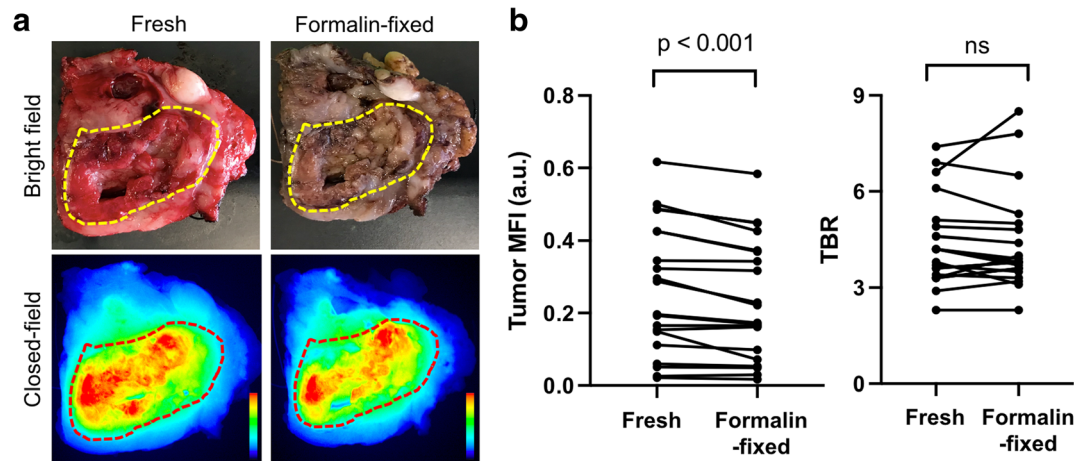 a
Fresh
Formalin-fixed
Bright field
Closed-field
b
p < 0.001
Tumor MFI (a.u.)
0.8
0.6
0.4
0.2
0.0
Fresh
Formalin
-fixed
ns
TBR
9
6
3
0
Fresh
Formalin
-fixed